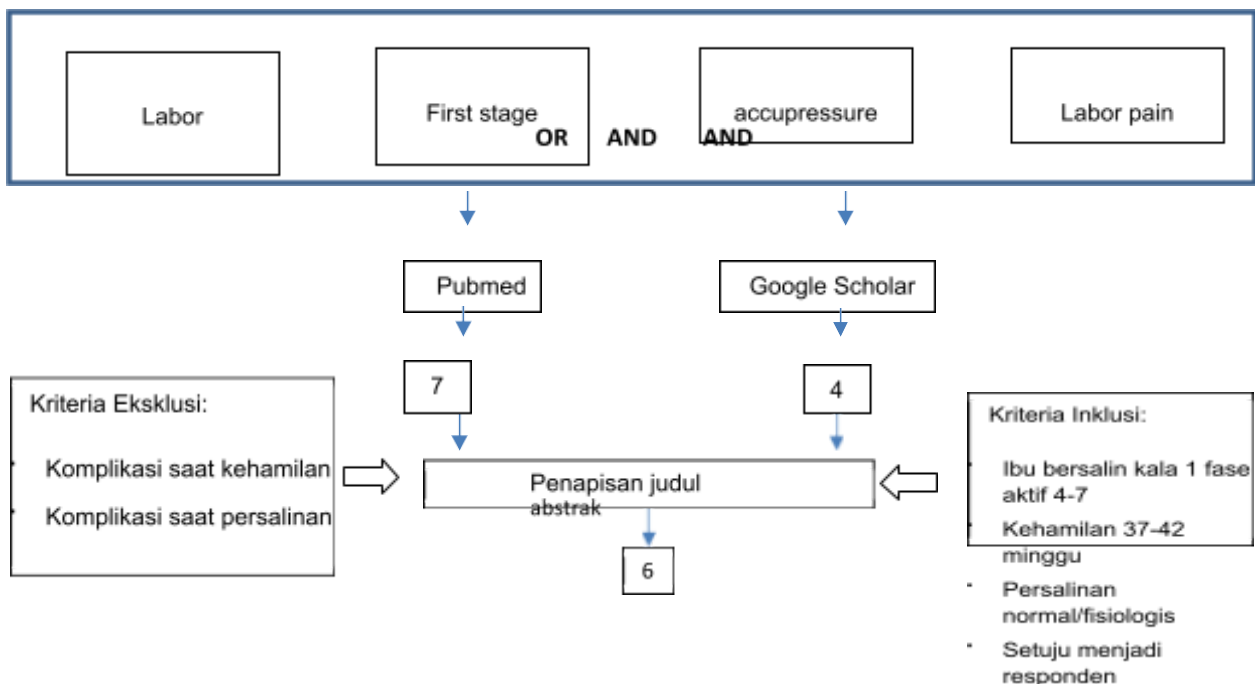 Labor
First stage
accupressure
Labor pain
OR AND AND
Pubmed
Google Scholar
7
4
Kriteria Eksklusi:
Komplikasi saat kehamilan
Komplikasi saat persalinan
Penapisan judul
abstrak
6
Kriteria Inklusi:
Ibu bersalin kala 1 fase
aktif 4-7
Kehamilan 37-42
minggu
Persalinan
normal/fisiologis
Setuju menjadi
responden